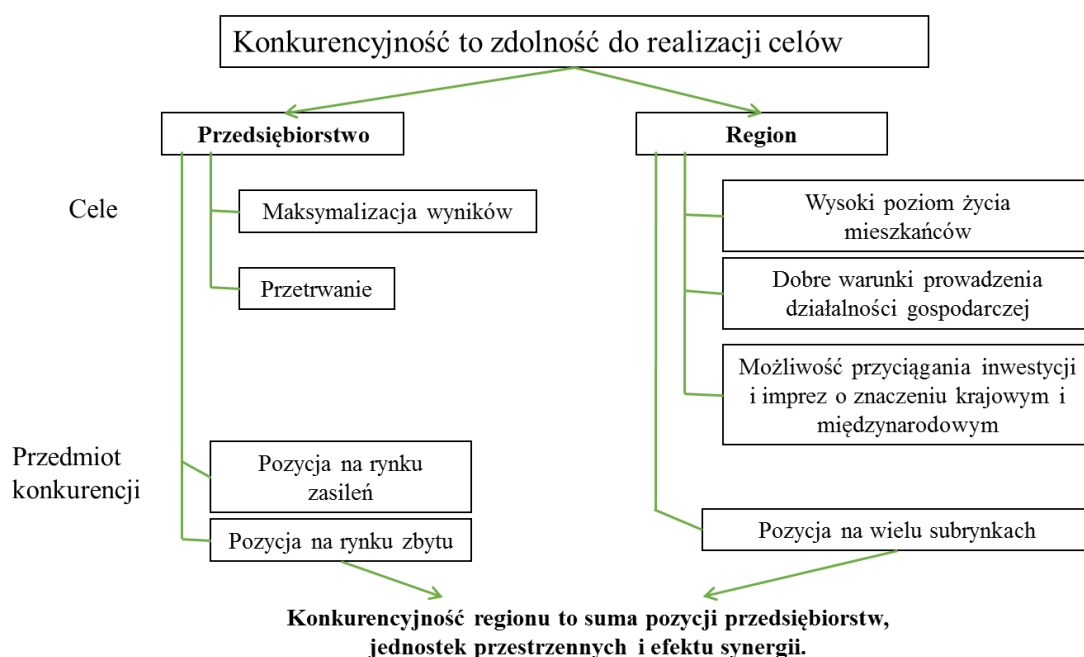 Konkurencyjność to zdolność do realizacji celów
Przedsiębiorstwo
Region
Cele
Maksymalizacja wyników
Przetrwanie
Wysoki poziom życia
mieszkańców
Dobre warunki prowadzenia
działalności gospodarczej
Możliwość przyciągania inwestycji
i imprez o znaczeniu krajowym i
międzynarodowym
Przedmiot
konkurencji
Pozycja na rynku
zasileń
Pozycja na rynku zbytu
Pozycja na wielu subrynkach
Konkurencyjność regionu to suma pozycji przedsiębiorstw,
jednostek przestrzennych i efektu synergii.